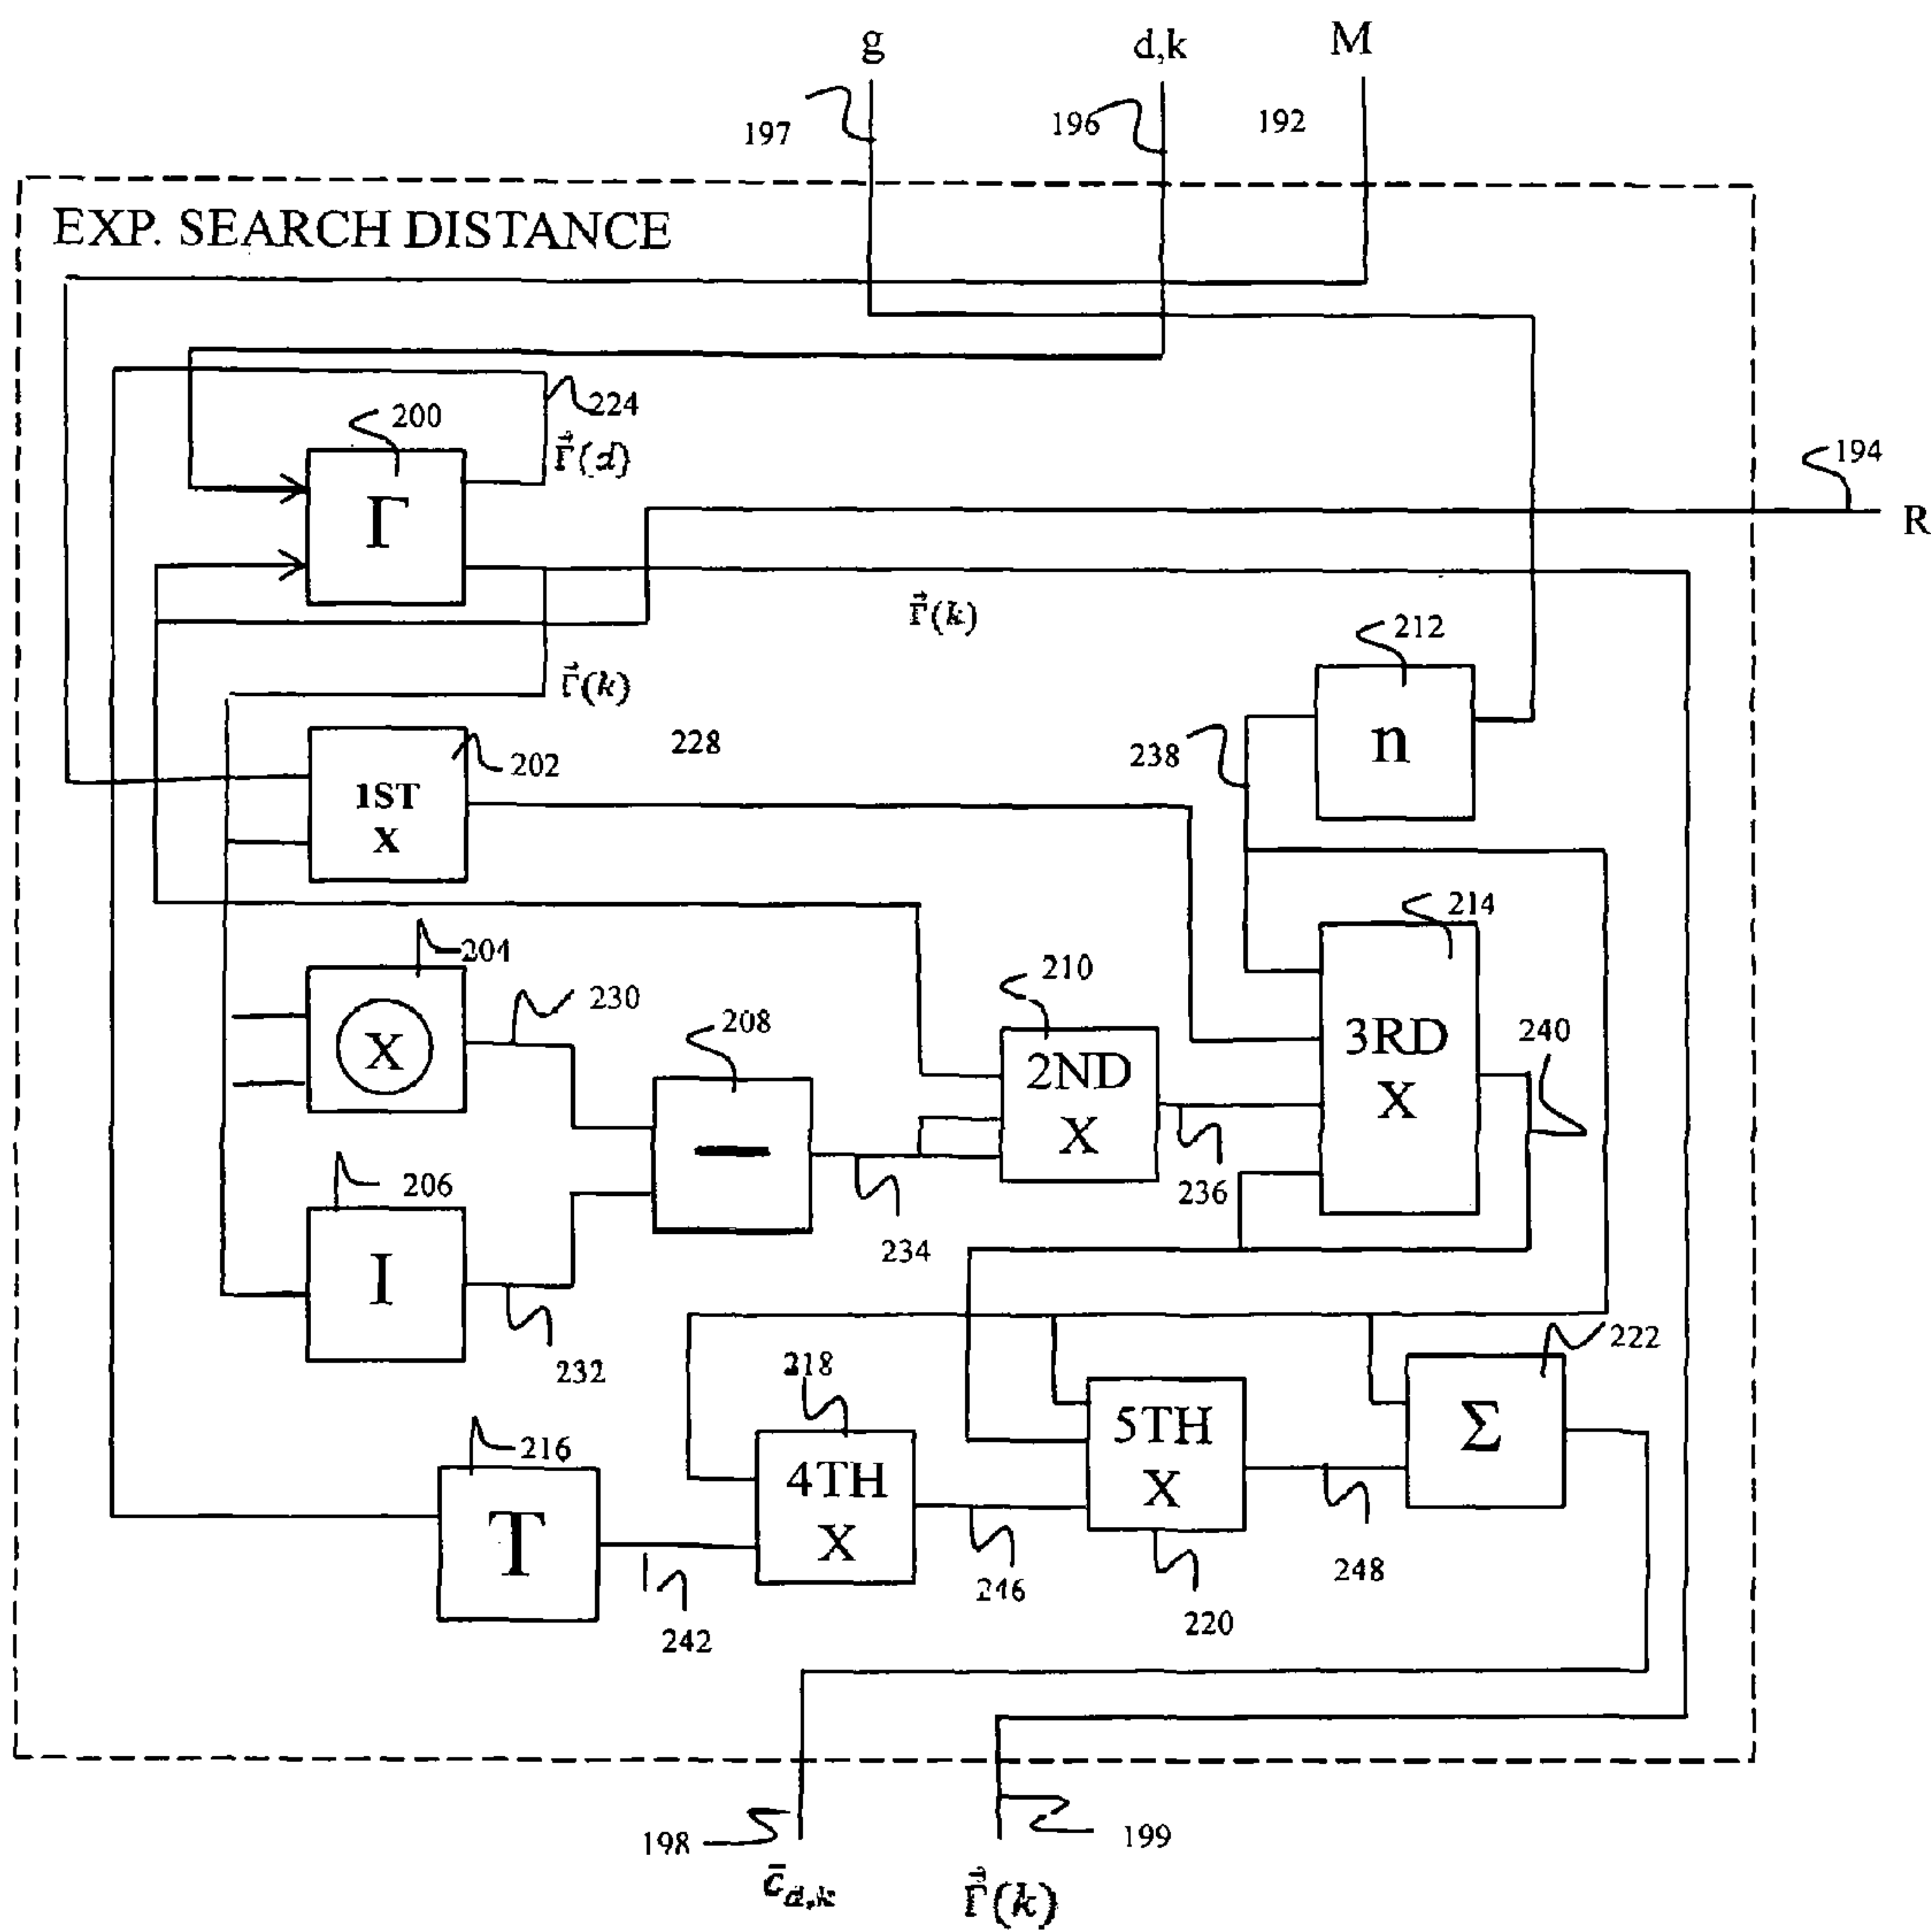 g
d,k
M
197
196
192
EXP. SEARCH DISTANCE
200
224
Γ⃗(d)
194
Γ
R
Γ⃗(k)
212
Γ⃗(k)
n
202
228
238
1ST
X
204
230
208
210
214
X
2ND
X
3RD
X
240
206
236
234
I
232
218
222
216
4TH
X
5TH
X
Σ
T
246
248
242
220
198
199
c̄d,k
Γ⃗(k)